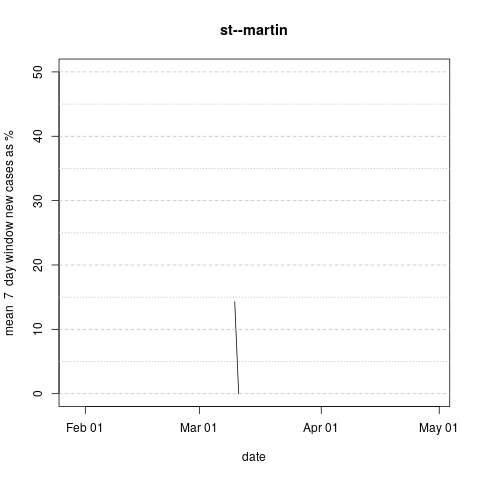 st--martin
mean  7  day window new cases as %
50
40
30
20
10
0
Feb 01
Mar 01
Apr 01
May 01
date